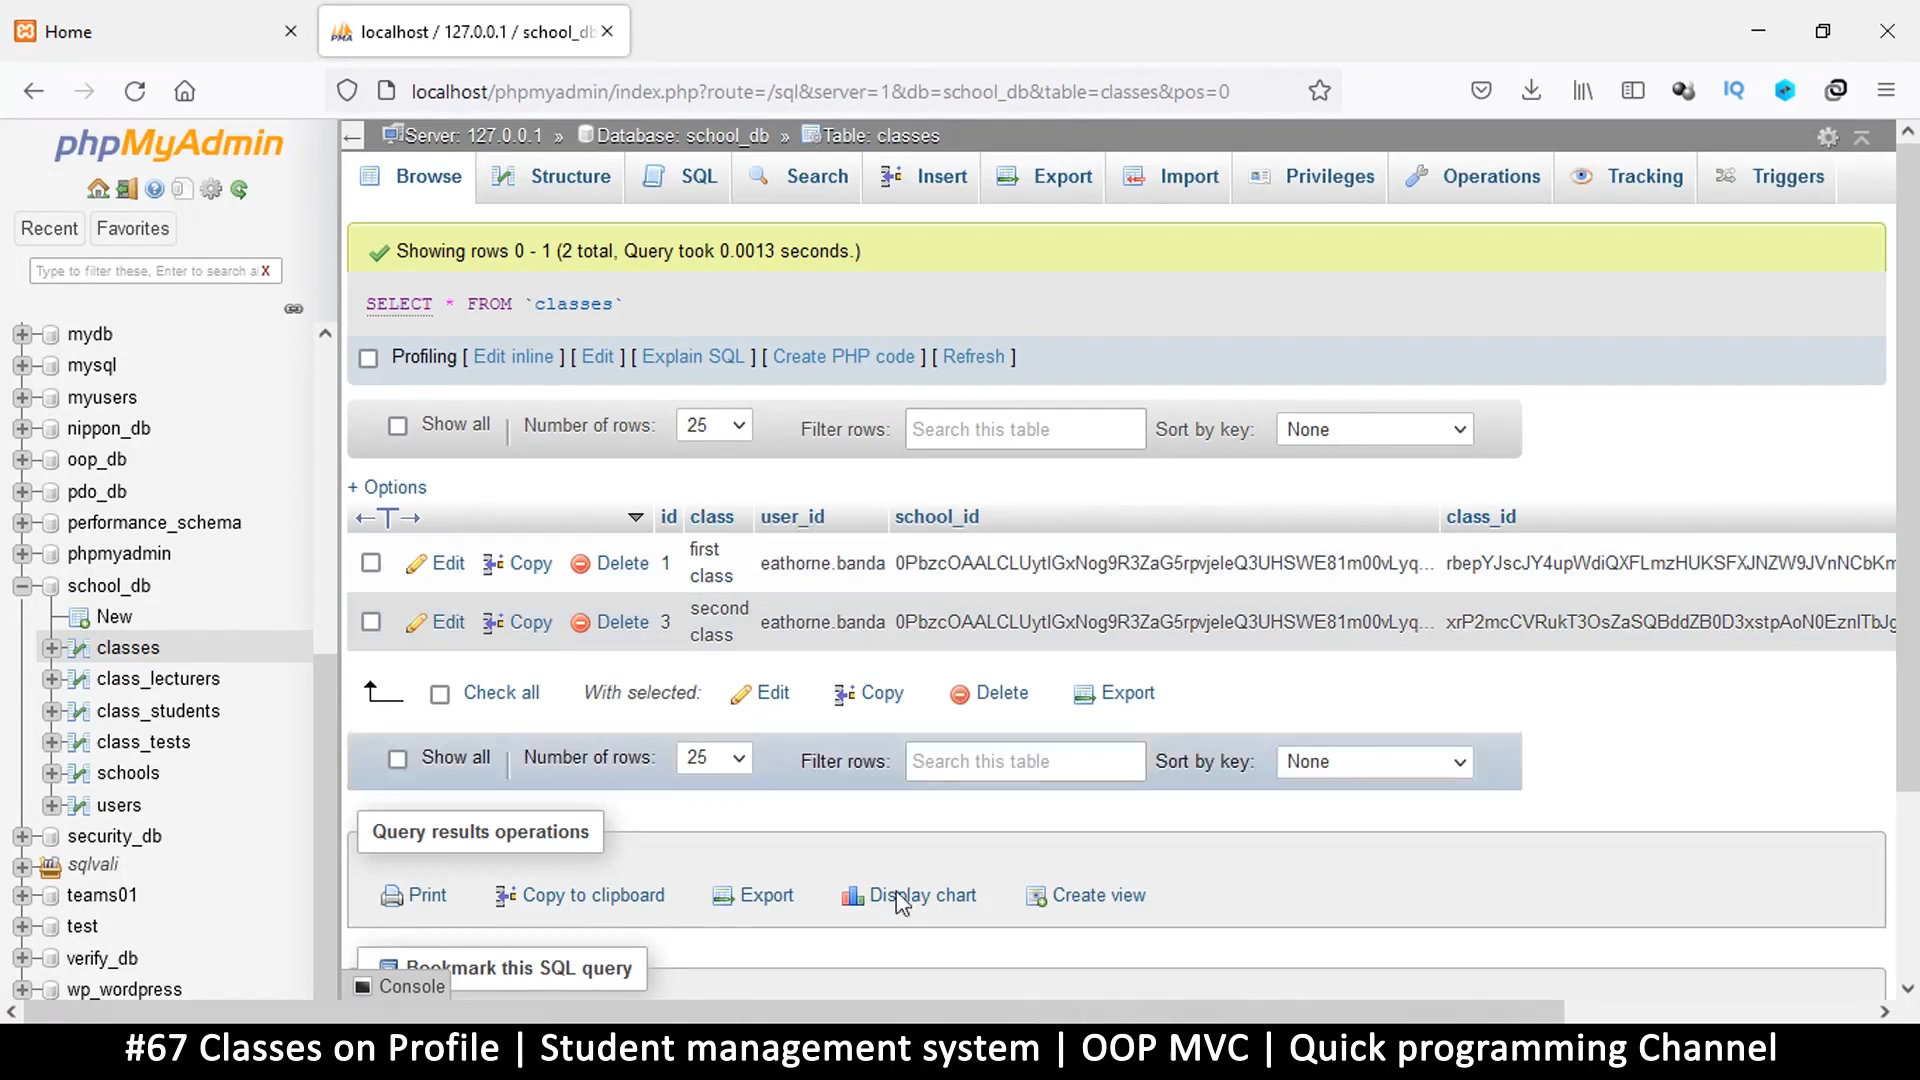 Home
localhost / 127.0.0.1 / school_db
localhost/phpmyadmin/index.php?route=/sql&server=1&db=school_db&table=classes&pos=0
phpMyAdmin
Recent
Favorites
Type to filter these, Enter to search a
X
mydb
mysql
myusers
nippon_db
oop_db
pdo_db
performance_schema
phpmyadmin
school_db
New
classes
class_lecturers
class_students
class_tests
schools
users
security_db
sqlvali
teams01
test
verify_db
wp_wordpress
Server: 127.0.0.1 » Database: school_db » Table: classes
Browse Structure SQL Search Insert Export Import Privileges Operations Tracking Triggers
Showing rows 0 - 1 (2 total, Query took 0.0013 seconds.)
SELECT * FROM `classes`
Profiling [ Edit inline ] [ Edit ] [ Explain SQL ] [ Create PHP code ] [ Refresh ]
Show all | Number of rows: 25 Filter rows: Search this table Sort by key: None
+ Options
id class user_id school_id class_id
Edit Copy Delete 1 first class eathorne.banda
Edit Copy Delete 3 second class eathorne.banda
Check all With selected: Edit Copy Delete Export
Show all | Number of rows: 25 Filter rows: Search this table Sort by key: None
Query results operations
Print Copy to clipboard Export Display chart Create view
Bookmark this SQL query
Console
#67 Classes on Profile | Student management system | OOP MVC | Quick programming Channel